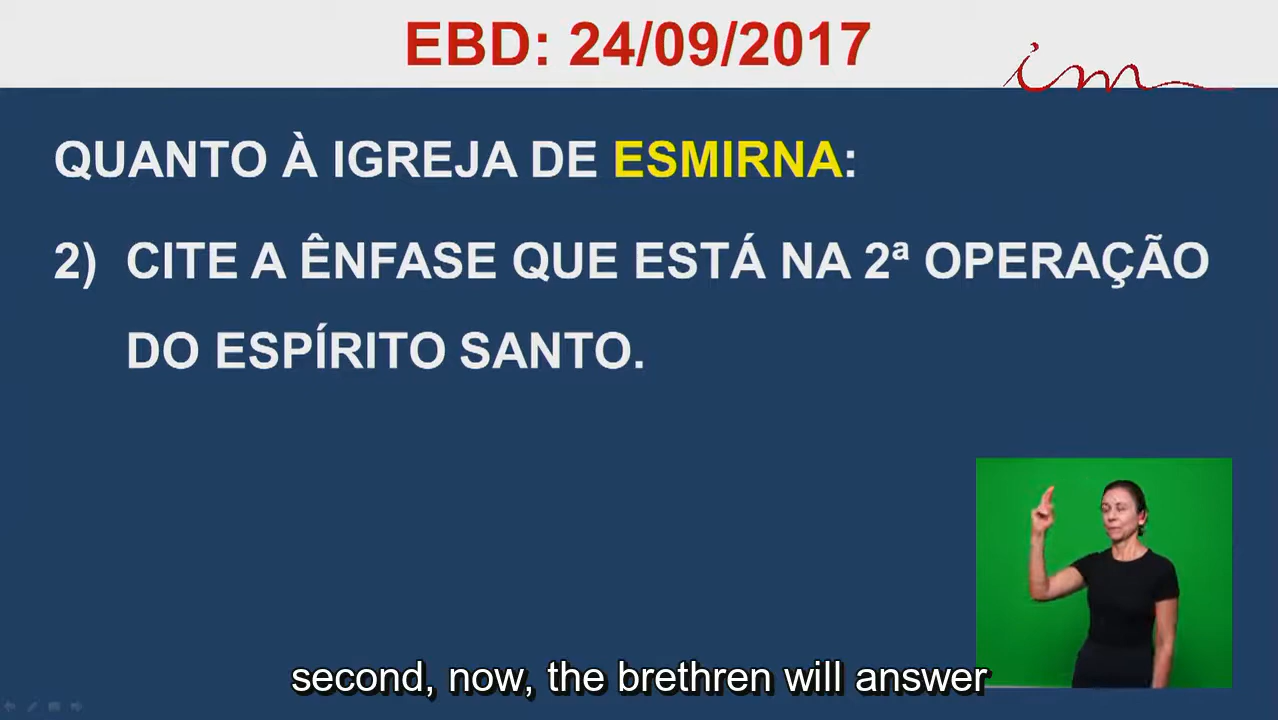 EBD: 24/09/2017
im
QUANTO À IGREJA DE ESMIRNA:
2) CITE A ÊNFASE QUE ESTÁ NA 2ª OPERAÇÃO
DO ESPÍRITO SANTO.
second, now, the brethren will answer